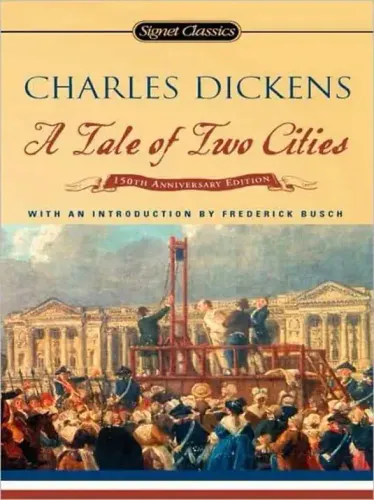 Signet Classics
CHARLES DICKENS
A Tale of Two Cities
150TH ANNIVERSARY EDITION
WITH AN INTRODUCTION BY FREDERICK BUSCH